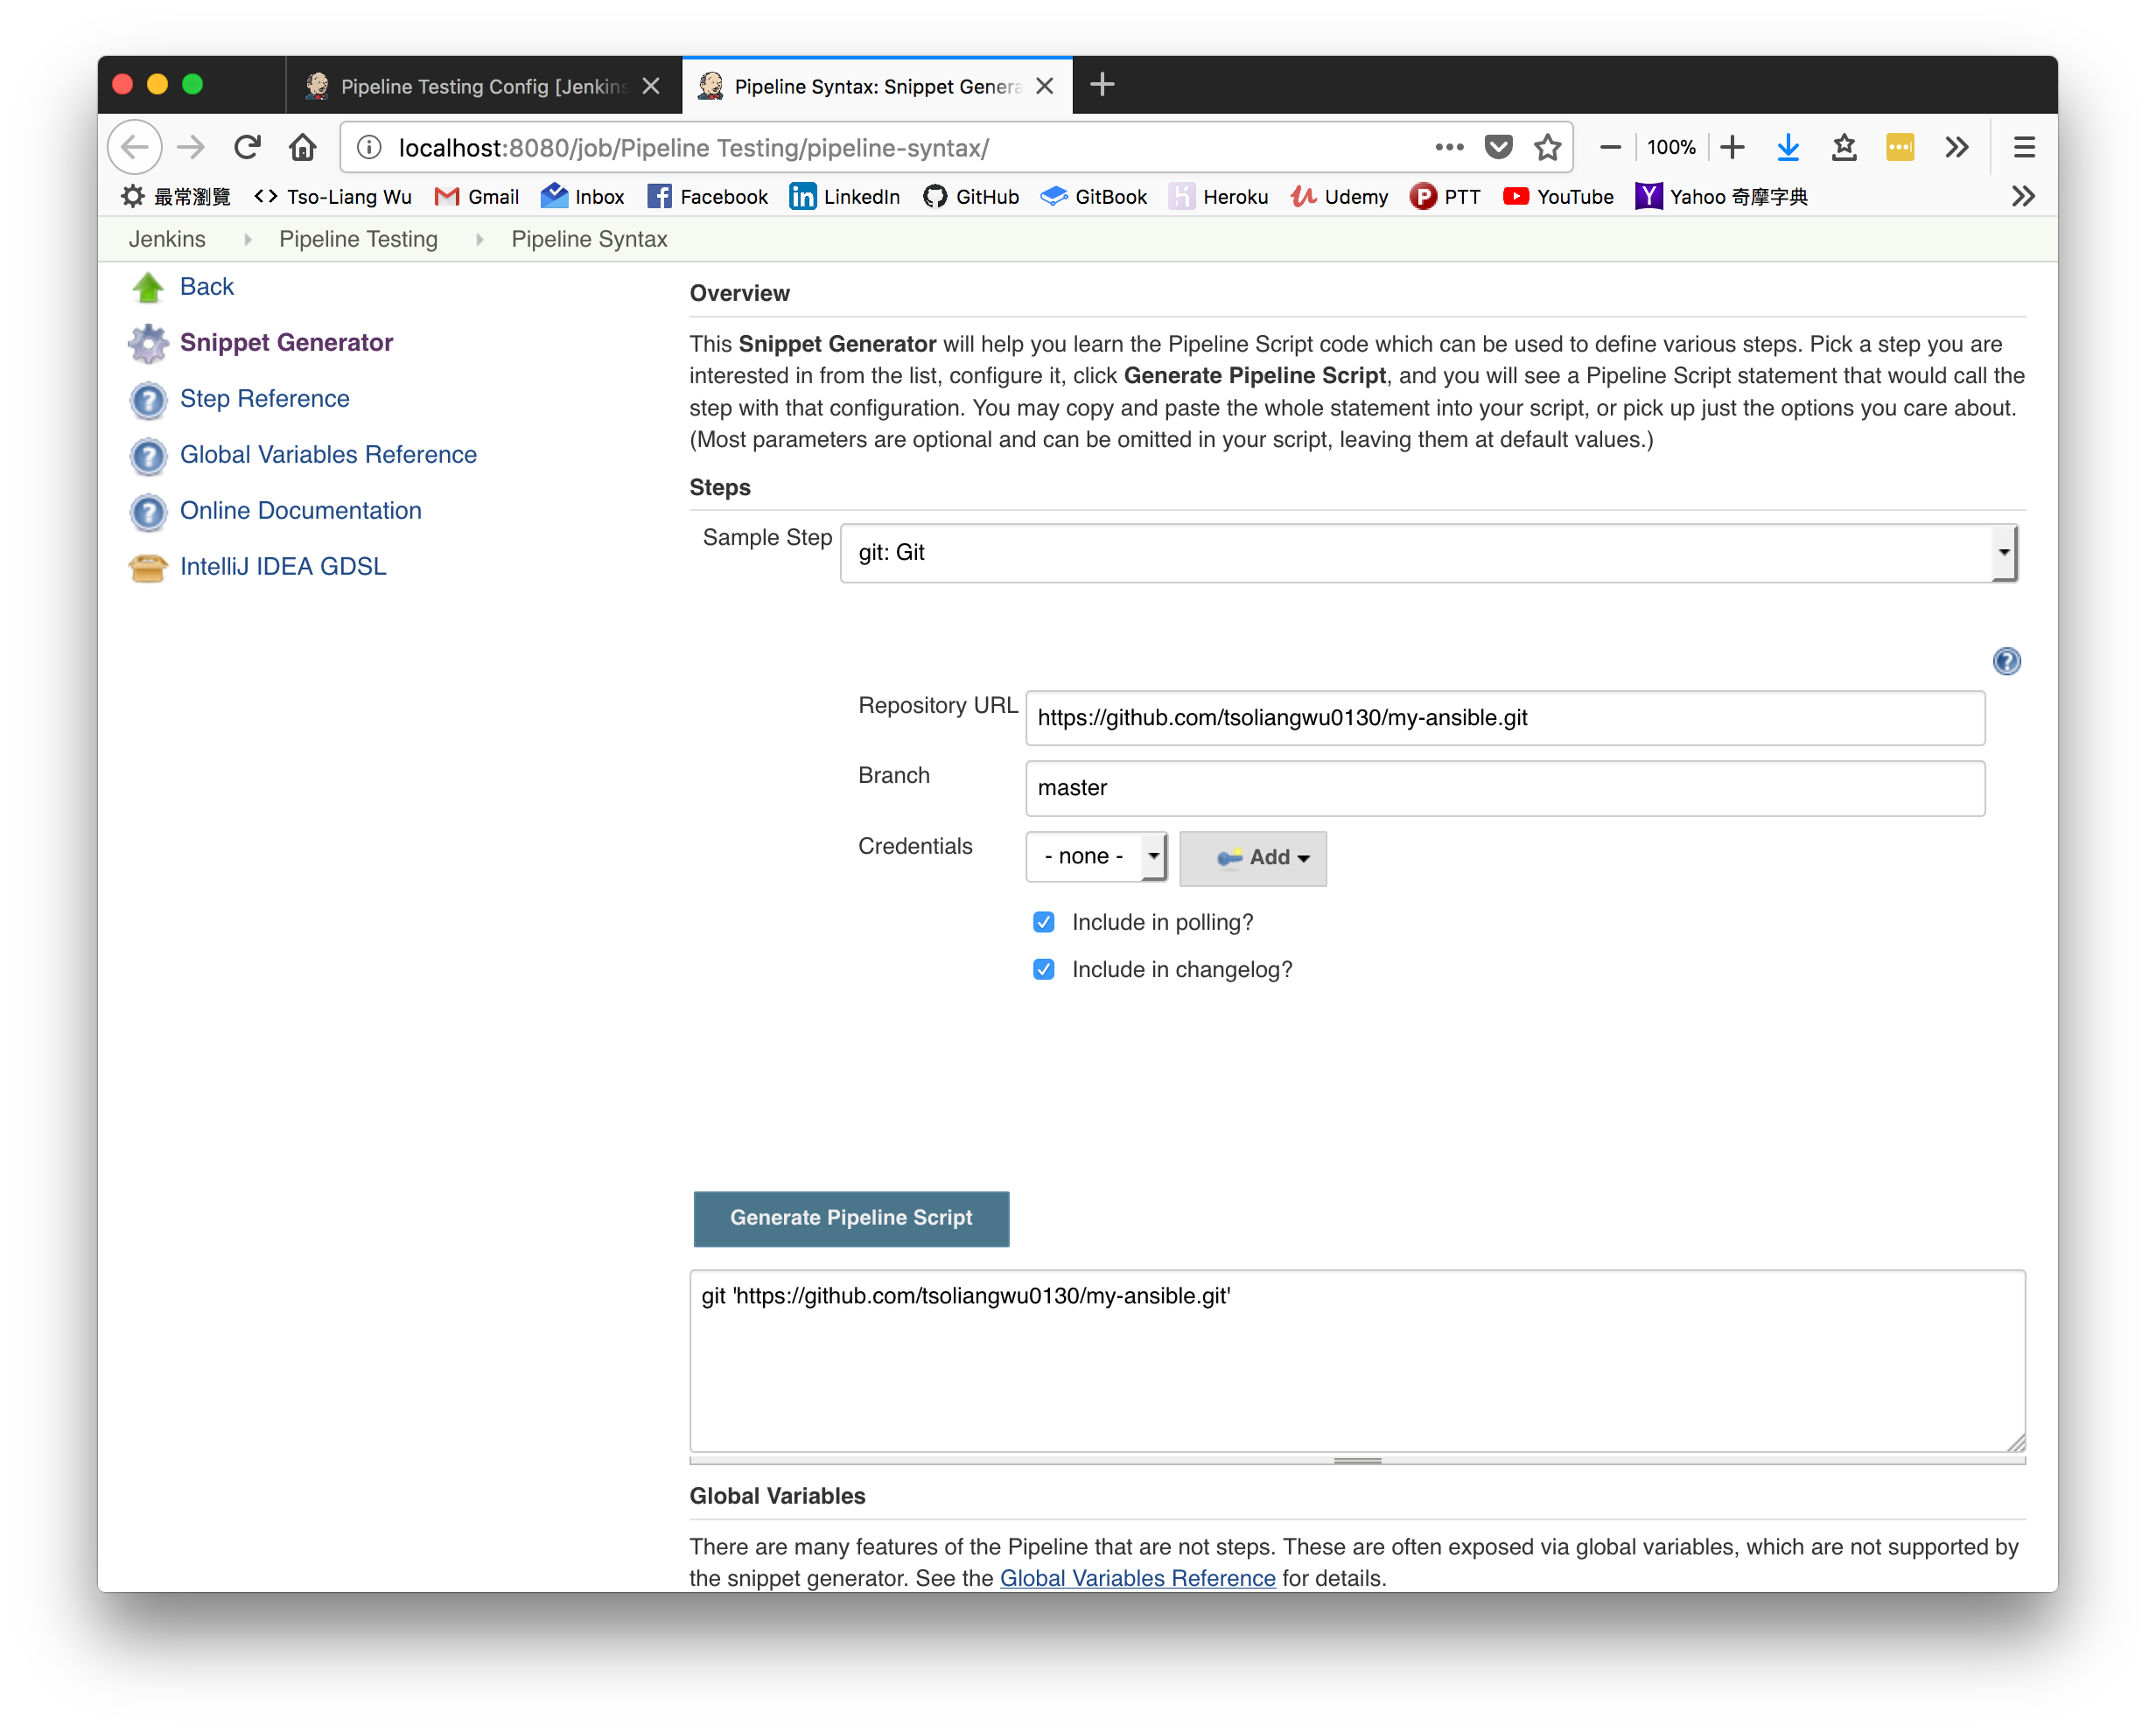 Pipeline Testing Config [Jenkins
Pipeline Syntax: Snippet Genera
localhost:8080/job/Pipeline Testing/pipeline-syntax/
100%
最常瀏覽 Tso-Liang Wu Gmail Inbox Facebook LinkedIn GitHub GitBook Heroku Udemy PTT YouTube Yahoo 奇摩字典
Jenkins Pipeline Testing Pipeline Syntax
Back
Snippet Generator
Step Reference
Global Variables Reference
Online Documentation
IntelliJ IDEA GDSL
Overview
This Snippet Generator will help you learn the Pipeline Script code which can be used to define various steps. Pick a step you are
interested in from the list, configure it, click Generate Pipeline Script, and you will see a Pipeline Script statement that would call the
step with that configuration. You may copy and paste the whole statement into your script, or pick up just the options you care about.
(Most parameters are optional and can be omitted in your script, leaving them at default values.)
Steps
Sample Step git: Git
Repository URL https://github.com/tsoliangwu0130/my-ansible.git
Branch master
Credentials - none - Add
Include in polling?
Include in changelog?
Generate Pipeline Script
git 'https://github.com/tsoliangwu0130/my-ansible.git'
Global Variables
There are many features of the Pipeline that are not steps. These are often exposed via global variables, which are not supported by
the snippet generator. See the Global Variables Reference for details.